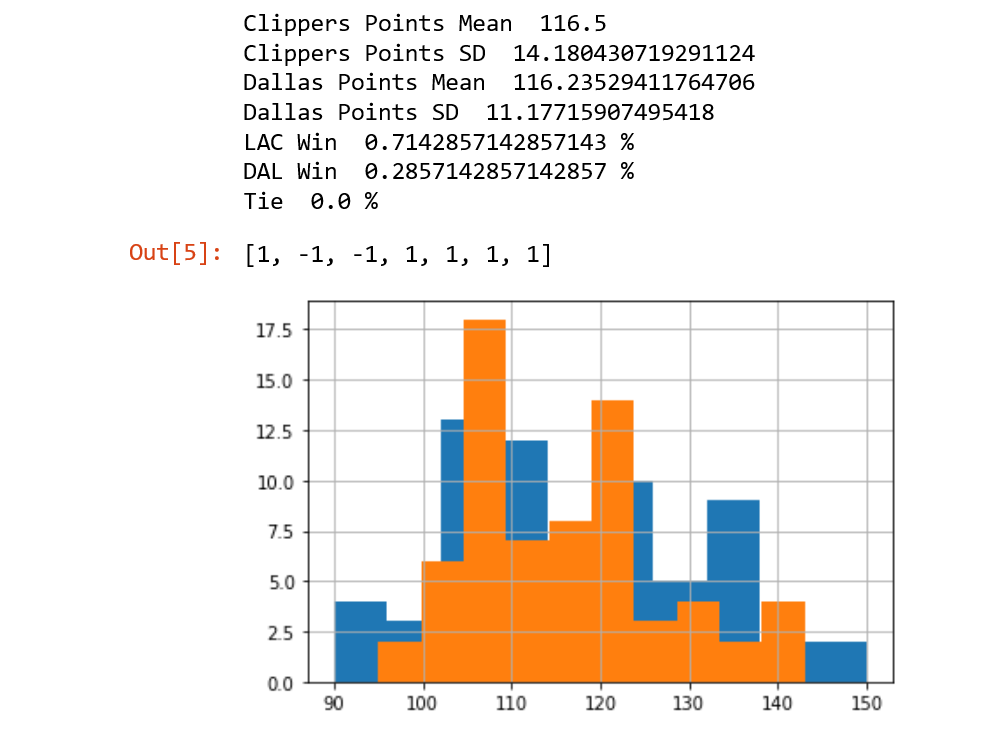 Clippers Points Mean  116.5
Clippers Points SD  14.180430719291124
Dallas Points Mean  116.23529411764706
Dallas Points SD  11.17715907495418
LAC Win  0.7142857142857143 %
DAL Win  0.2857142857142857 %
Tie  0.0 %
Out[5]: [1, -1, -1, 1, 1, 1, 1]
17.5
15.0
12.5
10.0
7.5
5.0
2.5
0.0
90 100 110 120 130 140 150